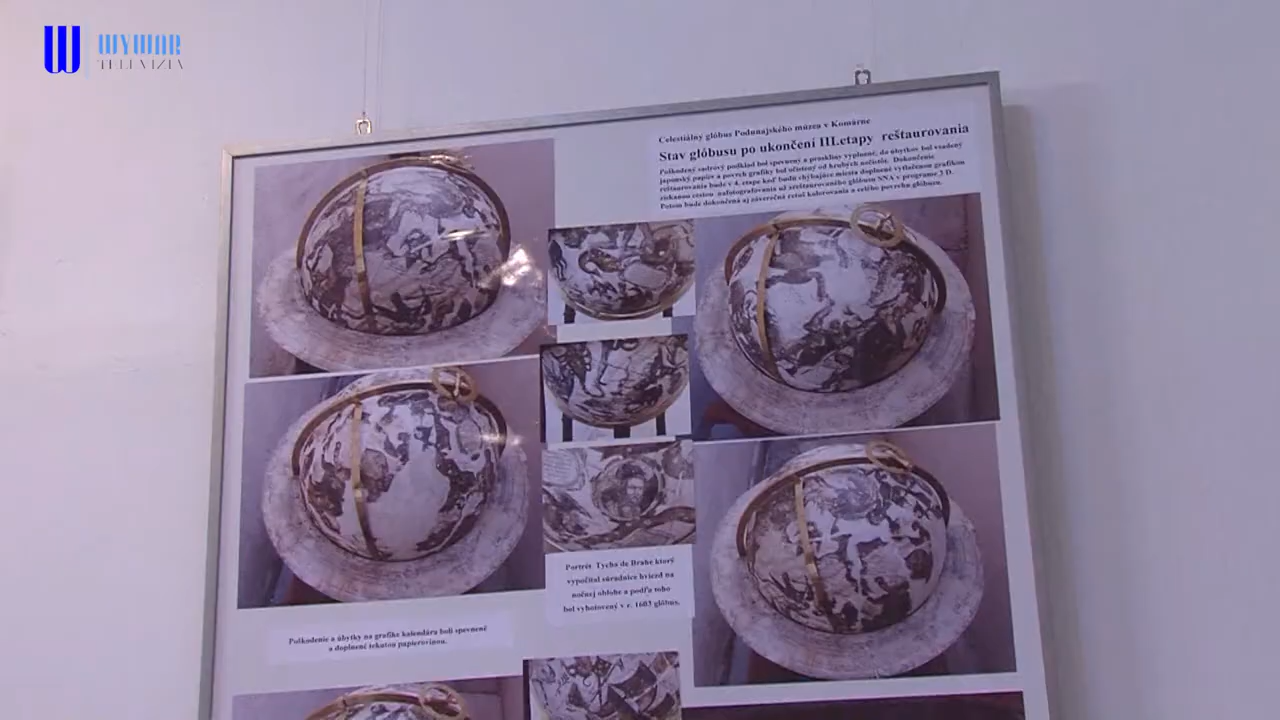 WYWAR
TELEVÍZIA
Celestiálny glóbus Podunajského múzea v Komárne
Stav glóbusu po ukončení III.etapy reštaurovania
Poškodený sadrový podklad bol spevnený a praskliny vyplnené, do úbytkov bol vsadený
japonský papier a povrch grafiky bol očistený od hrubých nečistôt. Dokončenie
reštaurovania bude v 4. etape keď budú chýbajúce miesta doplnené vytlačenou grafikou
získanou cestou nafotografovania už zreštaurovaného glóbusu SNA v programe 3 D.
Potom bude dokončená aj záverečná retuš kolorovania a celého povrchu glóbusu.
Portrét Tycha de Brahe ktorý
vypočítal súradnice hviezd na
nočnej oblohe a podľa toho
bol vyhotovený v r. 1603 glóbus.
Poškodenie a úbytky na grafike kalendára boli spevnené
a doplnené tekutou papierovinou.